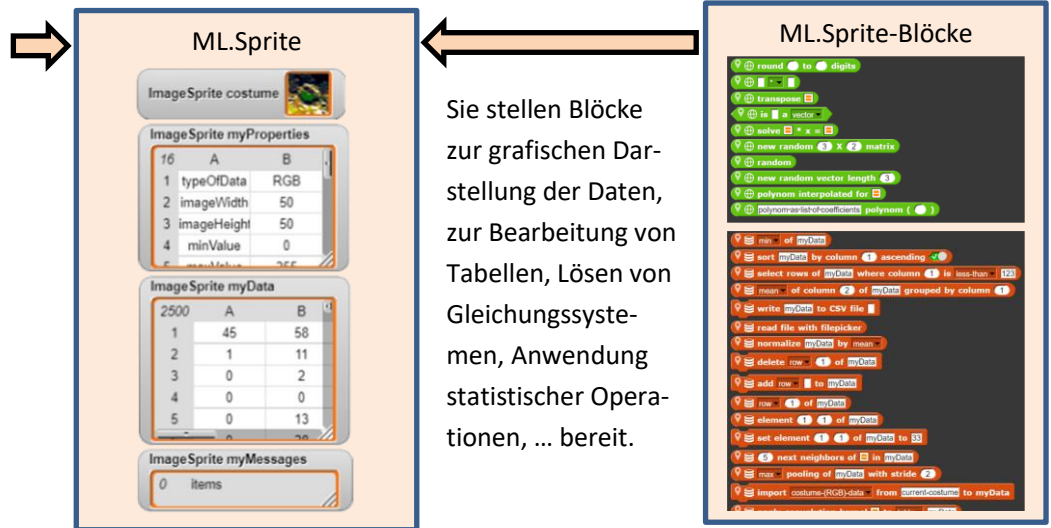 ML.Sprite
ImageSprite costume
ImageSprite myProperties
16 A B
1 typeOfData RGB
2 imageWidth 50
3 imageHeight 50
4 minValue 0
ImageSprite myData
2500 A B
1 45 58
2 1 11
3 0 2
4 0 0
5 0 13
ImageSprite myMessages
0 items
Sie stellen Blöcke
zur grafischen Dar-
stellung der Daten,
zur Bearbeitung von
Tabellen, Lösen von
Gleichungssyste-
men, Anwendung
statistischer Opera-
tionen, … bereit.
ML.Sprite-Blöcke
round to digits
transpose
is a vector
solve * x =
new random 3 X 2 matrix
random
new random vector length 3
polynom interpolated for
polynom-as-list-of-coefficients polynom ( )
min of myData
sort myData by column 1 ascending
select rows of myData where column 1 is less-than 123
mean of column 2 of myData grouped by column 1
write myData to CSV file
read file with filepicker
normalize myData by mean
delete row 1 of myData
add row to myData
row 1 of myData
element 1 1 of myData
set element 1 1 of myData to 33
5 next neighbors of in myData
max pooling of myData with stride 2
import costume-(RGB)-data from current-costume to myData